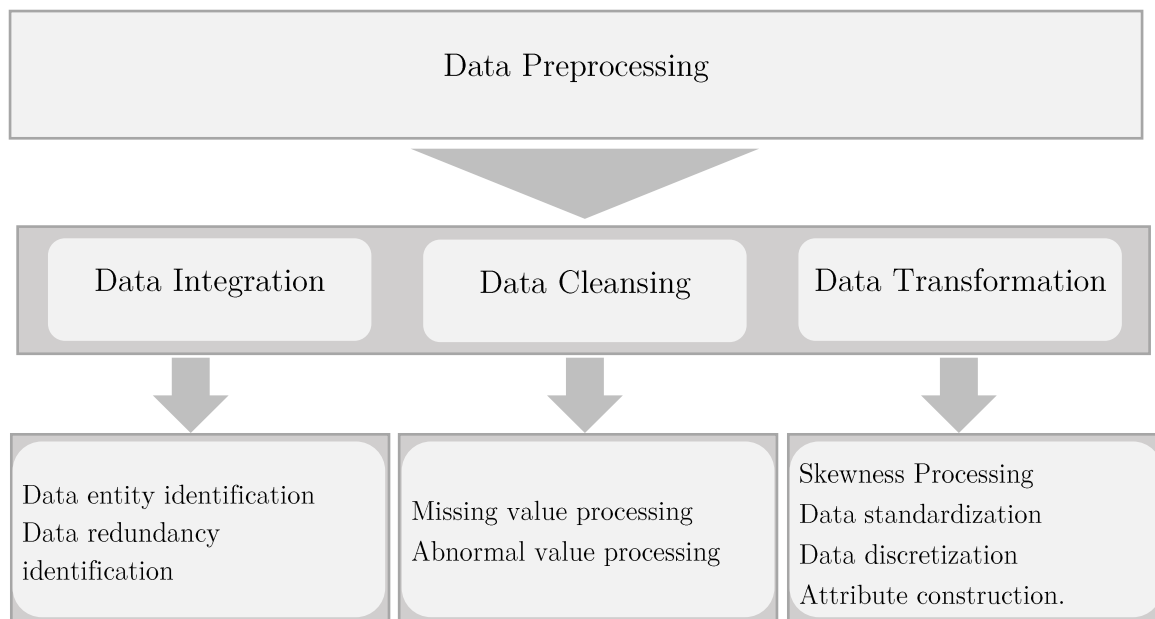 Data Preprocessing
Data Integration
Data Cleansing
Data Transformation
Data entity identification
Data redundancy
identification
Missing value processing
Abnormal value processing
Skewness Processing
Data standardization
Data discretization
Attribute construction.